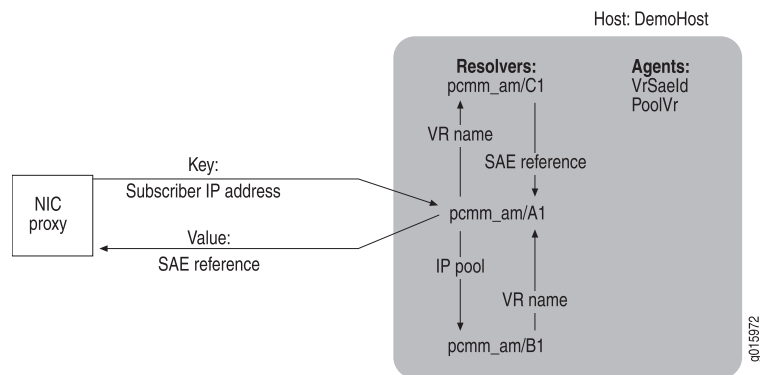 Host: DemoHost
Resolvers:
Agents:
pcmm_am/C1
VrSaeId
PoolVr
VR name
SAE reference
Key:
Subscriber IP address
NIC
proxy
pcmm_am/A1
Value:
SAE reference
IP pool
VR name
pcmm_am/B1
g015972